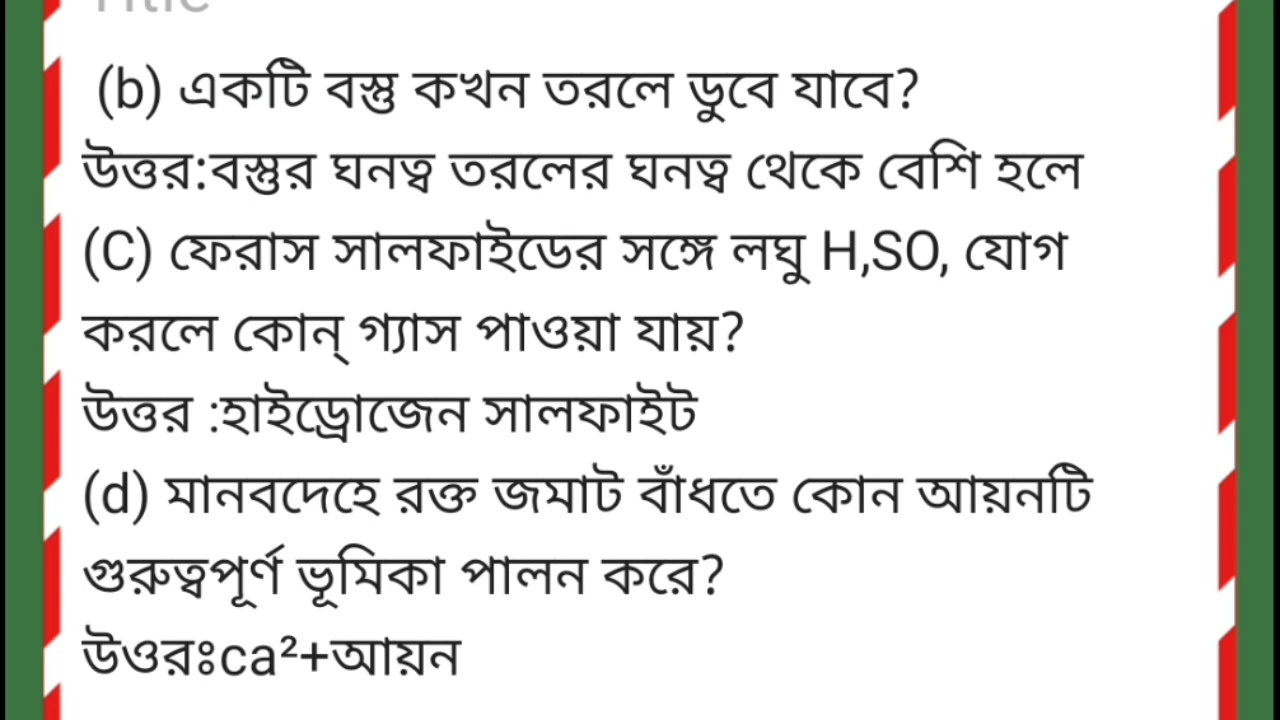 Title
(b) একটি বস্তু কখন তরলে ডুবে যাবে?
উত্তর:বস্তুর ঘনত্ব তরলের ঘনত্ব থেকে বেশি হলে
(C) ফেরাস সালফাইডের সঙ্গে লঘু H,SO, যোগ
করলে কোন্ গ্যাস পাওয়া যায়?
উত্তর :হাইড্রোজেন সালফাইট
(d) মানবদেহে রক্ত জমাট বাঁধতে কোন আয়নটি
গুরুত্বপূর্ণ ভূমিকা পালন করে?
উওরঃca²+আয়ন